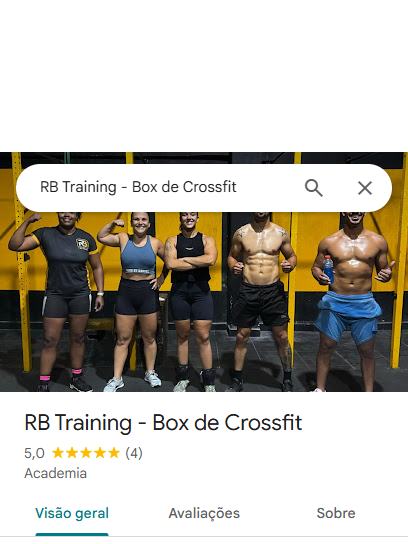 RB Training - Box de Crossfit
RB Training - Box de Crossfit
5,0 ★★★★★ (4)
Academia
Visão geral Avaliações Sobre